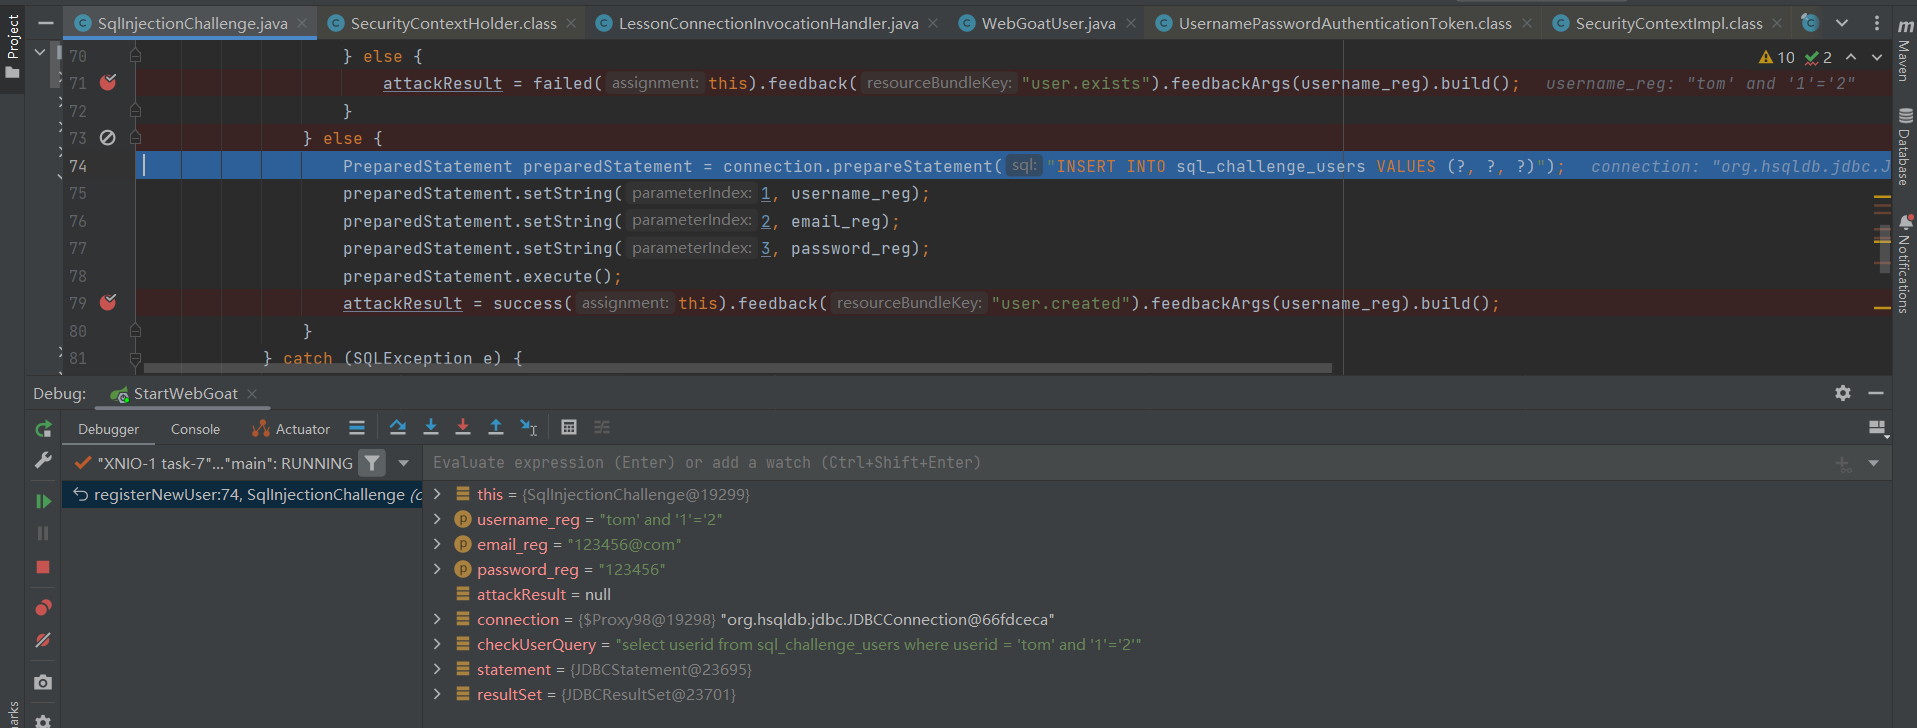 Project
SqlInjectionChallenge.java
SecurityContextHolder.class
LessonConnectionInvocationHandler.java
WebGoatUser.java
UsernamePasswordAuthenticationToken.class
SecurityContextImpl.class
Maven
Database
Notifications
10 2
70 } else {
71 attackResult = failed( assignment: this).feedback( resourceBundleKey: "user.exists").feedbackArgs(username_reg).build(); username_reg: "tom' and '1'='2"
72 }
73 } else {
74 PreparedStatement preparedStatement = connection.prepareStatement( sql: "INSERT INTO sql_challenge_users VALUES (?, ?, ?)"); connection: "org.hsqldb.jdbc.J
75 preparedStatement.setString( parameterIndex: 1, username_reg);
76 preparedStatement.setString( parameterIndex: 2, email_reg);
77 preparedStatement.setString( parameterIndex: 3, password_reg);
78 preparedStatement.execute();
79 attackResult = success( assignment: this).feedback( resourceBundleKey: "user.created").feedbackArgs(username_reg).build();
80 }
81 } catch (SQLException e) {
Debug: StartWebGoat
Debugger Console Actuator
"XNIO-1 task-7"..."main": RUNNING
Evaluate expression (Enter) or add a watch (Ctrl+Shift+Enter)
registerNewUser:74, SqlInjectionChallenge (c
this = {SqlInjectionChallenge@19299}
username_reg = "tom' and '1'='2"
email_reg = "123456@com"
password_reg = "123456"
attackResult = null
connection = {$Proxy98@19298} "org.hsqldb.jdbc.JDBCConnection@66fdceca"
checkUserQuery = "select userid from sql_challenge_users where userid = 'tom' and '1'='2'"
statement = {JDBCStatement@23695}
resultSet = {JDBCResultSet@23701}
arks